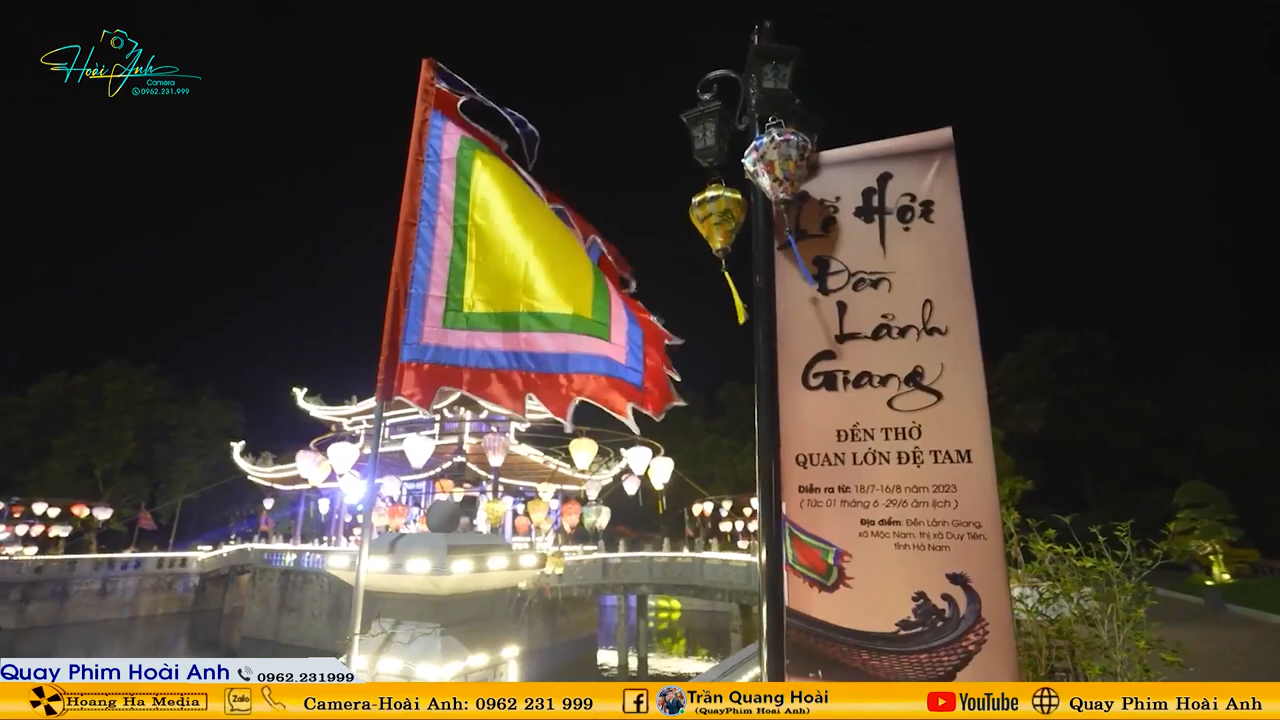 Hoài Anh
Camera
0962.231.999
Lễ Hội
Đền
Lảnh
Giang
ĐỀN THỜ
QUAN LỚN ĐỆ TAM
Diễn ra từ: 18/7-16/8 năm 2023
( Tức 01 tháng 6 -29/6 âm lịch )
Địa điểm: Đền Lảnh Giang,
xã Mộc Nam, thị xã Duy Tiên,
tỉnh Hà Nam
Quay Phim Hoài Anh 0962.231999
Hoang Ha Media Zalo Camera-Hoài Anh: 0962 231 999 Trần Quang Hoài
(QuayPhim Hoai Anh)
YouTube Quay Phim Hoài Anh